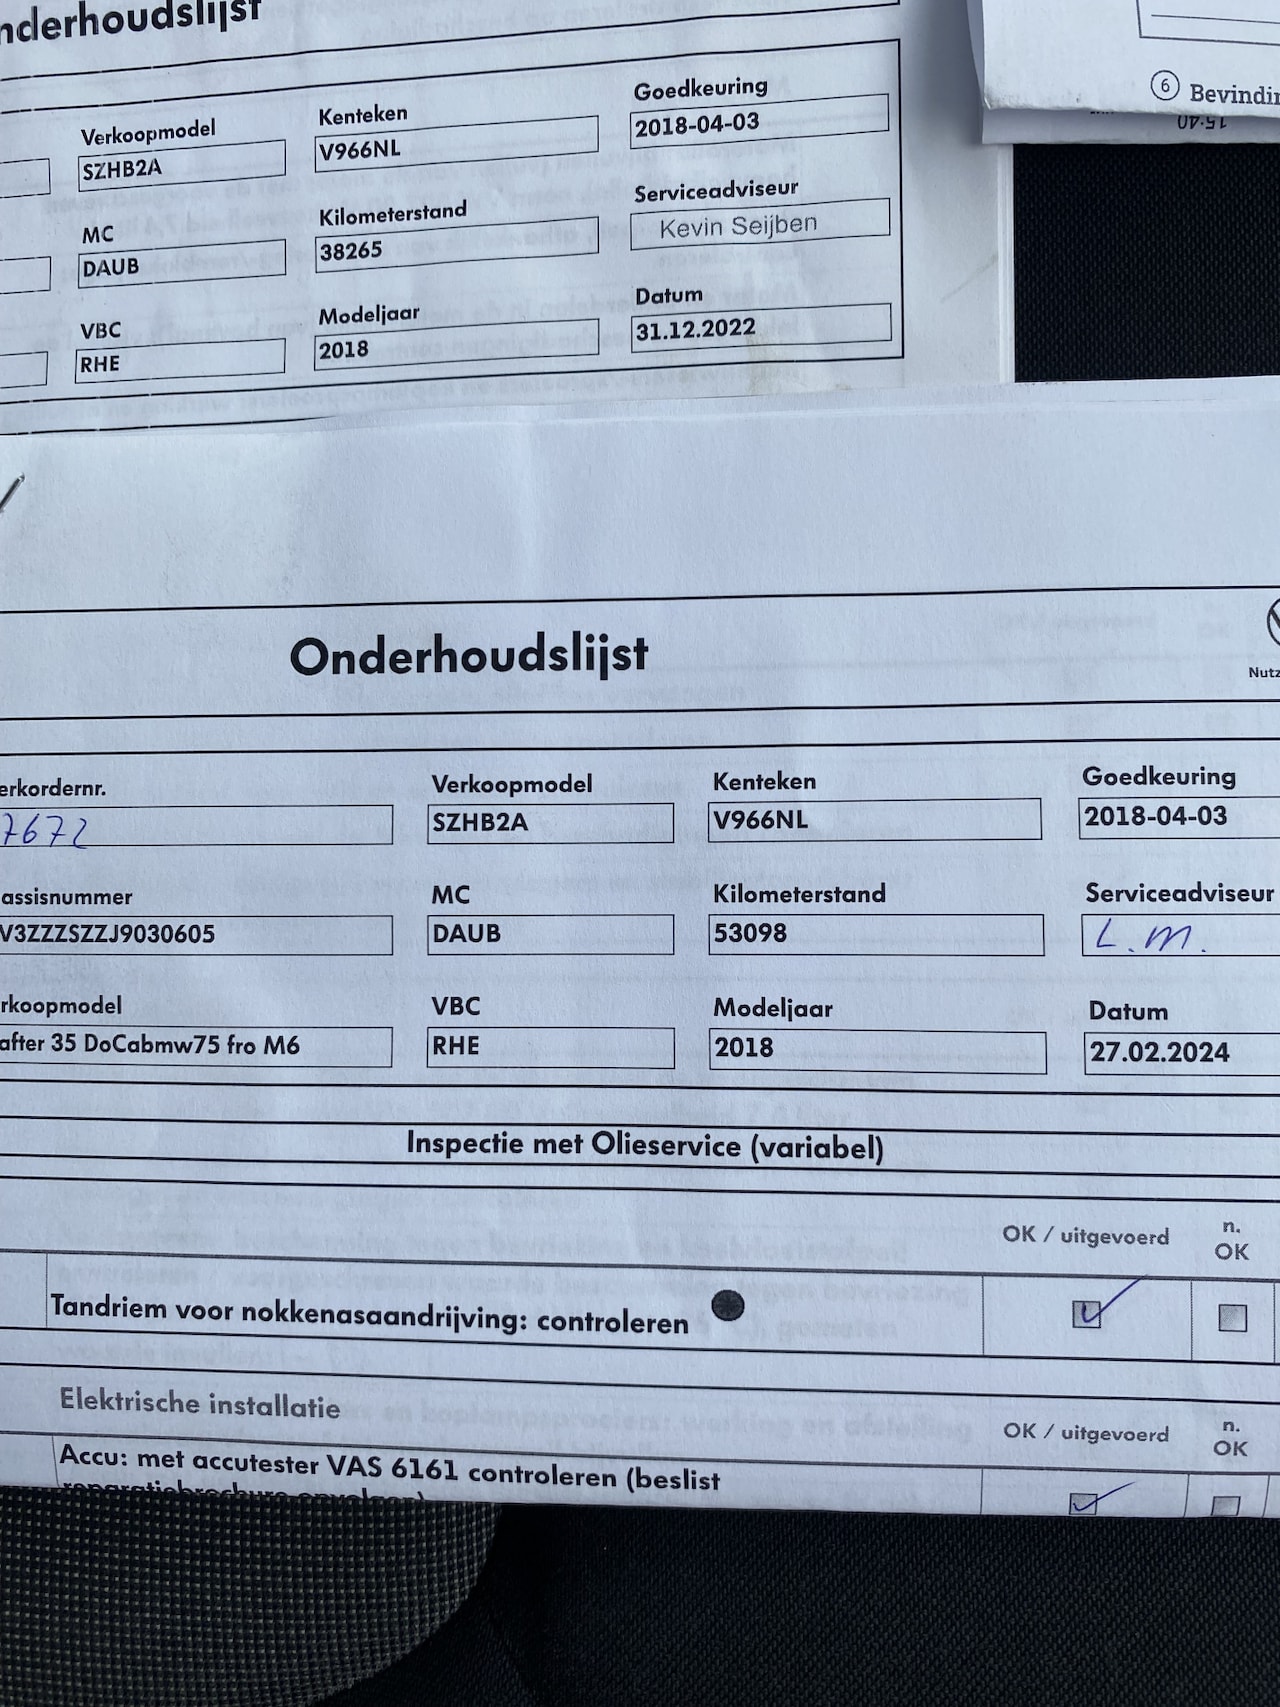 nderhoudslijst
Verkoopmodel Kenteken Goedkeuring
SZHB2A V966NL 2018-04-03
MC Kilometerstand Serviceadviseur
DAUB 38265 Kevin Seijben
VBC Modeljaar Datum
RHE 2018 31.12.2022
6 Bevindin
Onderhoudslijst
Nutz
erkordernr. Verkoopmodel Kenteken Goedkeuring
7672 SZHB2A V966NL 2018-04-03
assisnummer MC Kilometerstand Serviceadviseur
V3ZZZSZZJ9030605 DAUB 53098 L.M.
rkoopmodel VBC Modeljaar Datum
after 35 DoCabmw75 fro M6 RHE 2018 27.02.2024
Inspectie met Olieservice (variabel)
OK / uitgevoerd n. OK
Tandriem voor nokkenasaandrijving: controleren
Elektrische installatie OK / uitgevoerd n. OK
Accu: met accutester VAS 6161 controleren (beslist